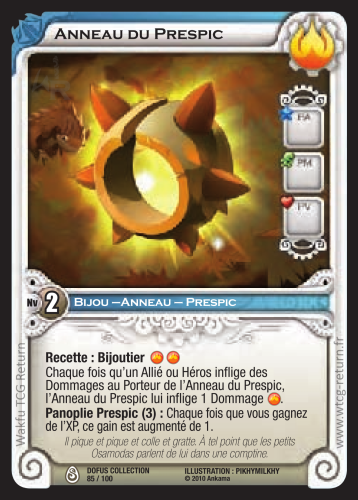 Anneau du Prespic
PA
PM
PV
Nv 2
Bijou – Anneau – Prespic
Recette : Bijoutier
Chaque fois qu'un Allié ou Héros inflige des
Dommages au Porteur de l'Anneau du Prespic,
l'Anneau du Prespic lui inflige 1 Dommage .
Panoplie Prespic (3) : Chaque fois que vous gagnez
de l'XP, ce gain est augmenté de 1.
Il pique et pique et colle et gratte. À tel point que les petits
Osamodas parlent de lui dans une comptine.
DOFUS COLLECTION
85 / 100
ILLUSTRATION : PIKHYMILKHY
© 2010 Ankama
Wakfu TCG Return
www.wtcg-return.fr